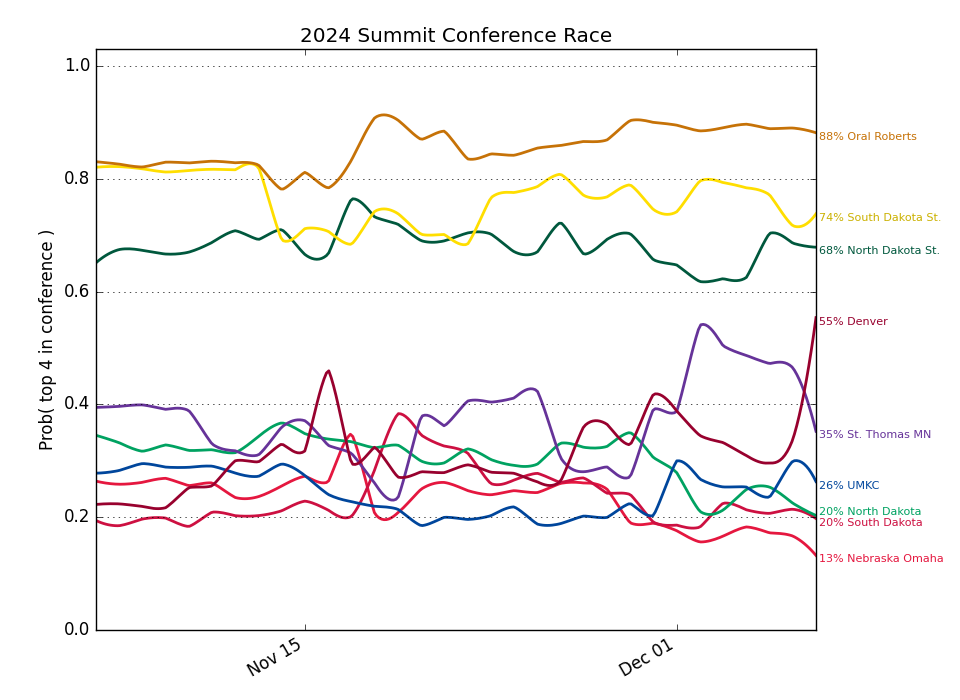 2024 Summit Conference Race
Prob( top 4 in conference )
1.0
0.8
0.6
0.4
0.2
0.0
Nov 15
Dec 01
88% Oral Roberts
74% South Dakota St.
68% North Dakota St.
55% Denver
35% St. Thomas MN
26% UMKC
20% North Dakota
20% South Dakota
13% Nebraska Omaha